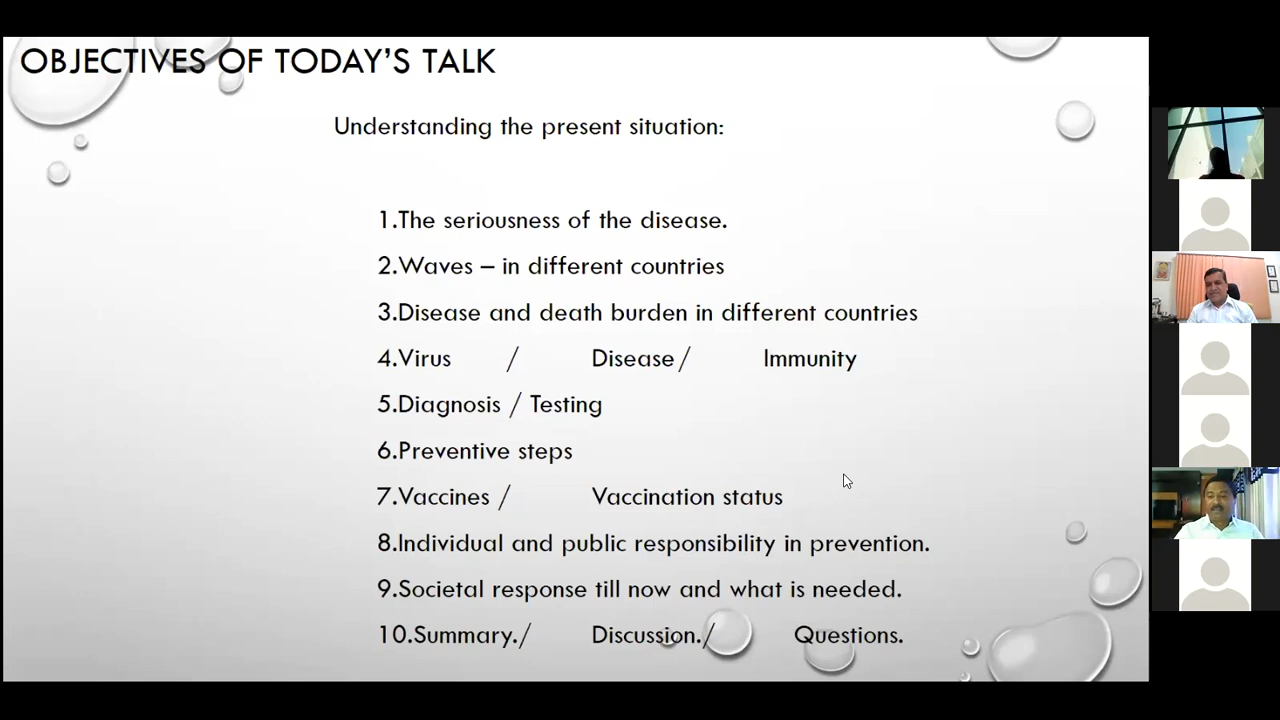 OBJECTIVES OF TODAY'S TALK
Understanding the present situation:
1.The seriousness of the disease.
2.Waves – in different countries
3.Disease and death burden in different countries
4.Virus / Disease / Immunity
5.Diagnosis / Testing
6.Preventive steps
7.Vaccines / Vaccination status
8.Individual and public responsibility in prevention.
9.Societal response till now and what is needed.
10.Summary./ Discussion./ Questions.